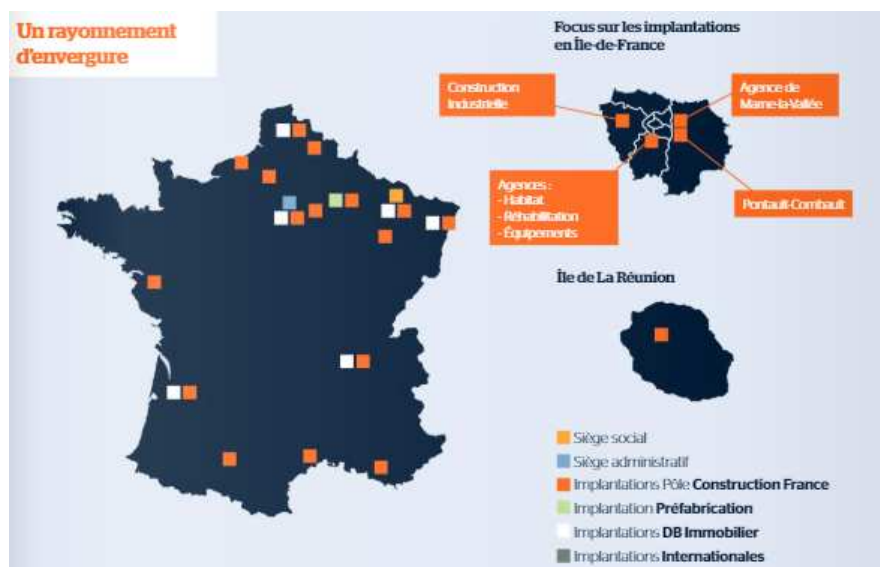 Un rayonnement
d'envergure
Focus sur les implantations
en Île-de-France
Construction
Industrielle
Agence de
Marne-la-Vallée
Agences :
- Habitat
- Réhabilitation
- Équipements
Pontault-Combault
Île de La Réunion
Siège social
Siège administratif
Implantations Pôle Construction France
Implantation Préfabrication
Implantations DB Immobilier
Implantations Internationales